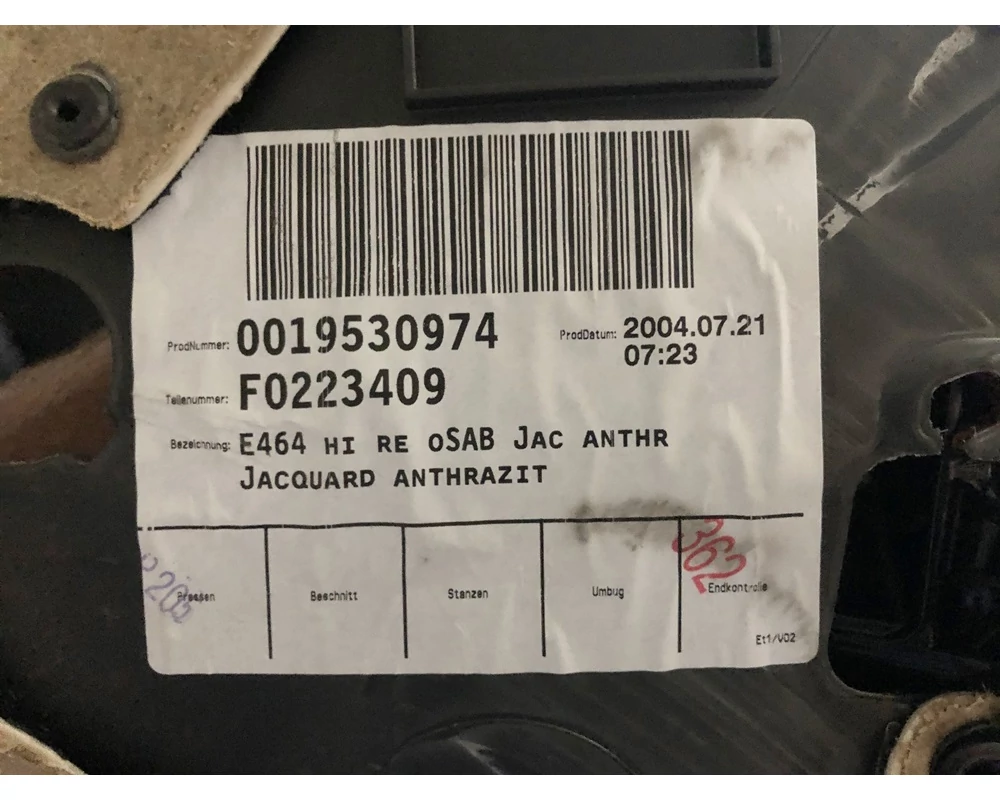 ProdNummer: 0019530974 ProdDatum: 2004.07.21
07:23
Teilenummer: F0223409
Bezeichnung: E464 HI RE OSAB JAC ANTHR
JACQUARD ANTHRAZIT
Pressen Beschnitt Stanzen Umbug Endkontrolle
362
Et1/V02